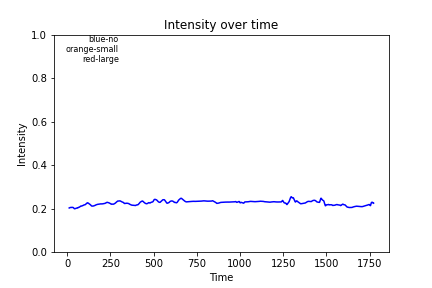 Intensity over time
blue-no
orange-small
red-large
1.0
0.8
0.6
0.4
0.2
0.0
Intensity
0 250 500 750 1000 1250 1500 1750
Time